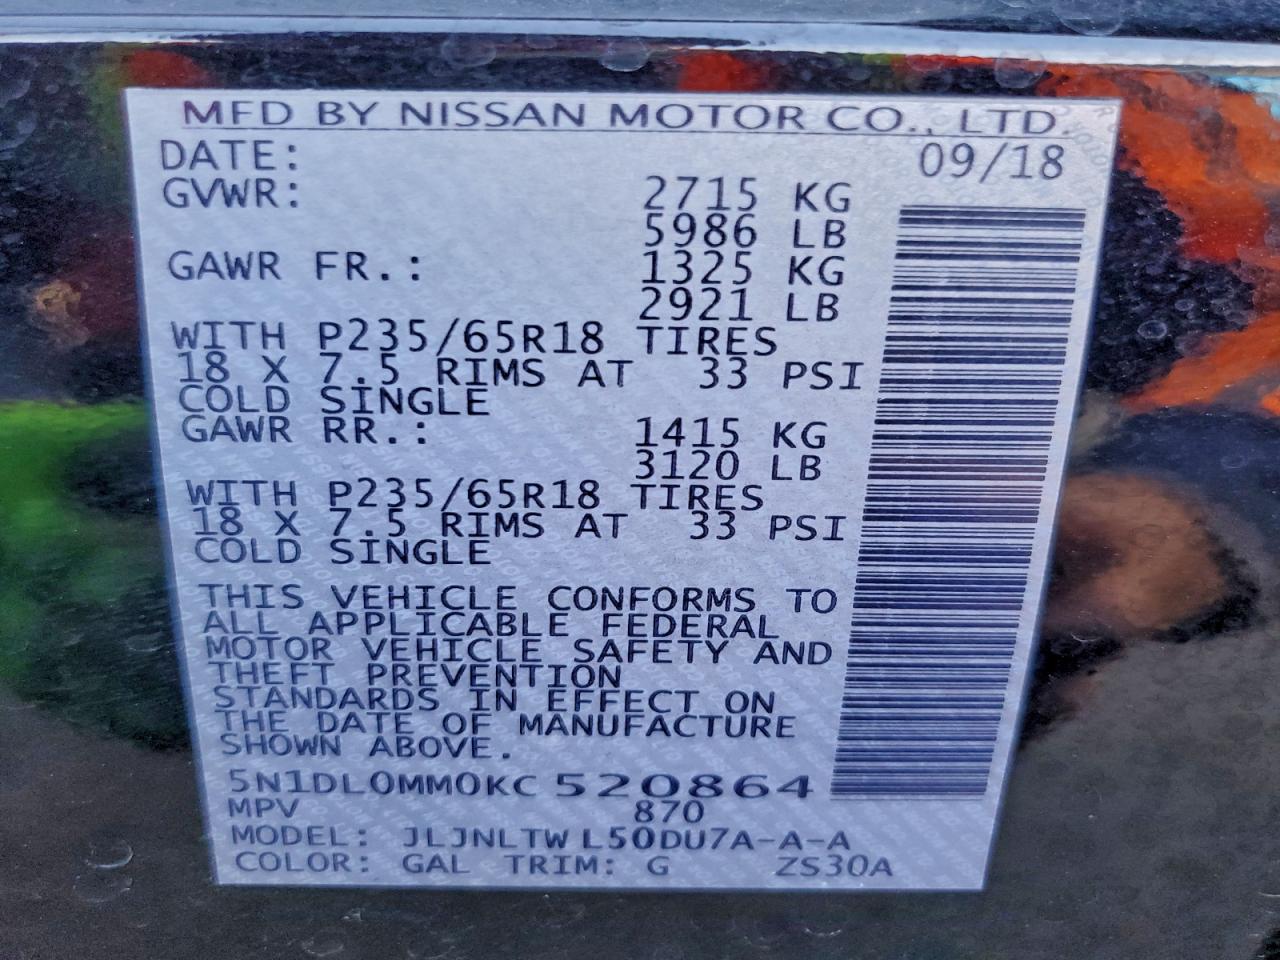 MFD BY NISSAN MOTOR CO., LTD.
DATE: 09/18
GVWR: 2715 KG
5986 LB
GAWR FR.: 1325 KG
2921 LB
WITH P235/65R18 TIRES
18 X 7.5 RIMS AT 33 PSI
COLD SINGLE
GAWR RR.: 1415 KG
3120 LB
WITH P235/65R18 TIRES
18 X 7.5 RIMS AT 33 PSI
COLD SINGLE
THIS VEHICLE CONFORMS TO
ALL APPLICABLE FEDERAL
MOTOR VEHICLE SAFETY AND
THEFT PREVENTION
STANDARDS IN EFFECT ON
THE DATE OF MANUFACTURE
SHOWN ABOVE.
5N1DL0MM0KC 520864
MPV 870
MODEL: JLJNLTW L50DU7A-A-A
COLOR: GAL TRIM: G ZS30A